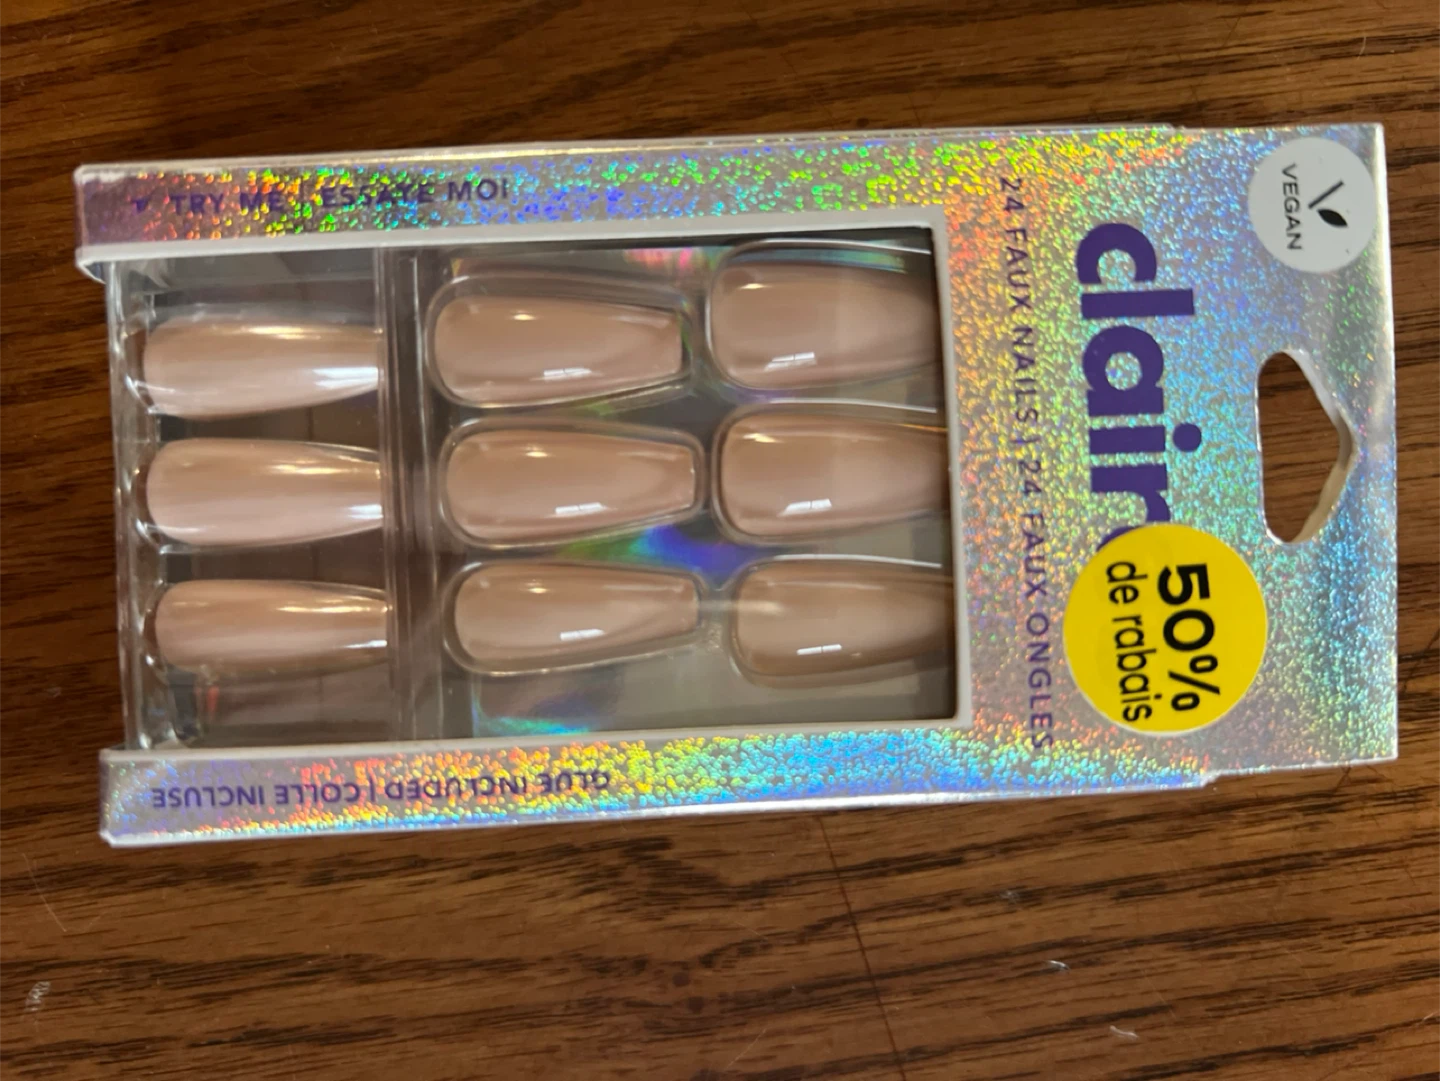 VEGAN
clair
50%
de rabais
24 FAUX NAILS | 24 FAUX ONGLES
TRY ME | ESSAYE MOI
GLUE INCLUDED | COLLE INCLUSE